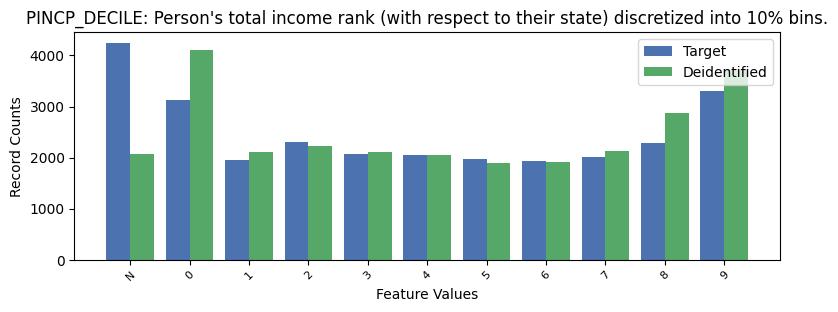 PINCP_DECILE: Person's total income rank (with respect to their state) discretized into 10% bins.
Target
Deidentified
Record Counts
4000
3000
2000
1000
0
N 0 1 2 3 4 5 6 7 8 9
Feature Values